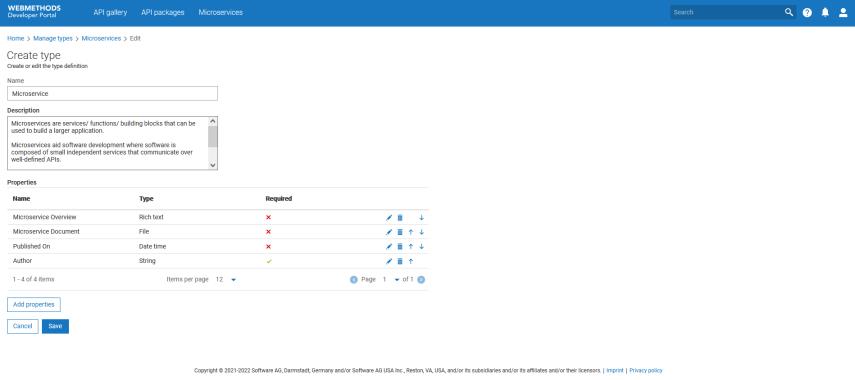 WEBMETHODS
Developer Portal
API gallery API packages Microservices Search
Home > Manage types > Microservices > Edit
Create type
Create or edit the type definition
Name
Microservice
Description
Microservices are services/ functions/ building blocks that can be
used to build a larger application.
Microservices aid software development where software is
composed of small independent services that communicate over
well-defined APIs.
Properties
Name Type Required
Microservice Overview Rich text
Microservice Document File
Published On Date time
Author String
1 - 4 of 4 items Items per page 12 Page 1 of 1
Add properties
Cancel Save
Copyright © 2021-2022 Software AG, Darmstadt, Germany and/or Software AG USA Inc., Reston, VA, USA, and/or its subsidiaries and/or its affiliates and/or their licensors. | Imprint | Privacy policy